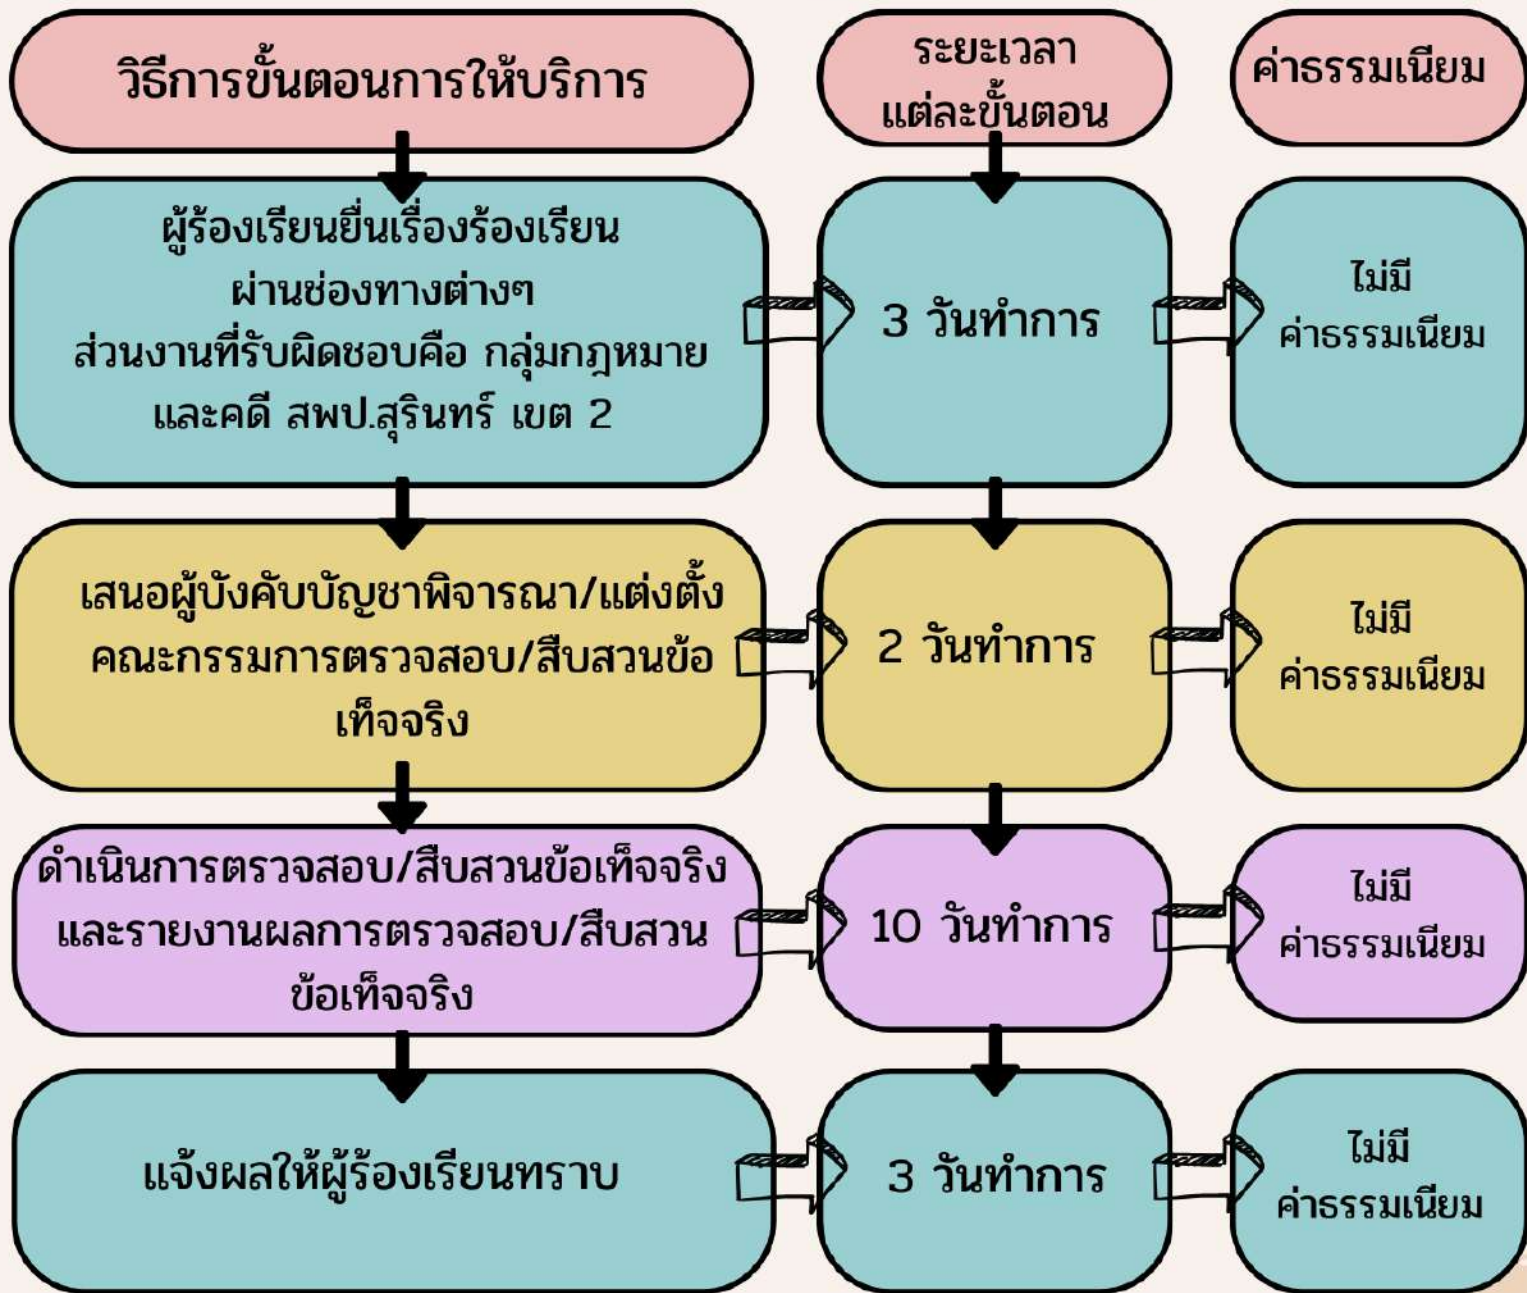 วิธีการขั้นตอนการให้บริการ
ระยะเวลา
แต่ละขั้นตอน
ค่าธรรมเนียม
ผู้ร้องเรียนยื่นเรื่องร้องเรียน
ผ่านช่องทางต่างๆ
ส่วนงานที่รับผิดชอบคือ กลุ่มกฎหมาย
และคดี สพป.สุรินทร์ เขต 2
3 วันทำการ
ไม่มี
ค่าธรรมเนียม
เสนอผู้บังคับบัญชาพิจารณา/แต่งตั้ง
คณะกรรมการตรวจสอบ/สืบสวนข้อ
เท็จจริง
2 วันทำการ
ไม่มี
ค่าธรรมเนียม
ดำเนินการตรวจสอบ/สืบสวนข้อเท็จจริง
และรายงานผลการตรวจสอบ/สืบสวน
ข้อเท็จจริง
10 วันทำการ
ไม่มี
ค่าธรรมเนียม
แจ้งผลให้ผู้ร้องเรียนทราบ
3 วันทำการ
ไม่มี
ค่าธรรมเนียม